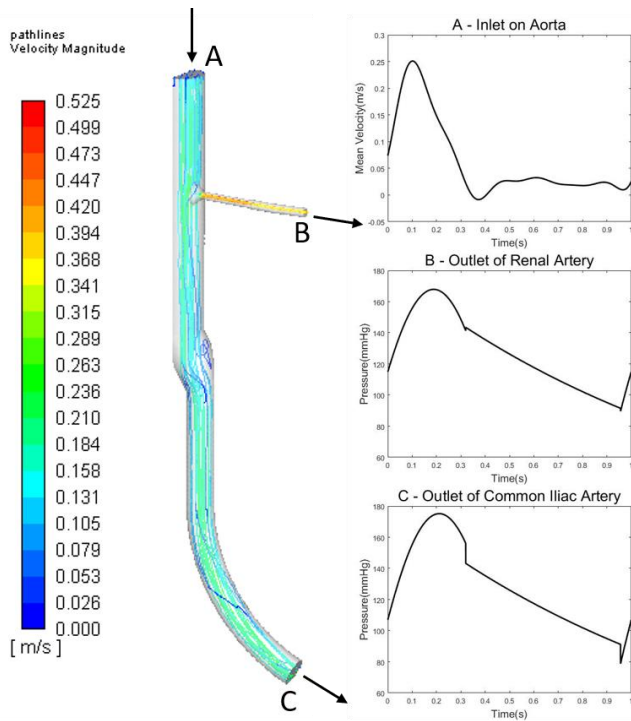 pathlines
Velocity Magnitude
0.525
0.499
0.473
0.447
0.420
0.394
0.368
0.341
0.315
0.289
0.263
0.236
0.210
0.184
0.158
0.131
0.105
0.079
0.053
0.026
0.000
[ m/s ]
A
B
C
A - Inlet on Aorta
Mean Velocity(m/s)
0.3
0.25
0.2
0.15
0.1
0.05
0
-0.05
0 0.1 0.2 0.3 0.4 0.5 0.6 0.7 0.8 0.9 1
Time(s)
B - Outlet of Renal Artery
Pressure(mmHg)
180
160
140
120
100
80
60
0 0.1 0.2 0.3 0.4 0.5 0.6 0.7 0.8 0.9 1
Time(s)
C - Outlet of Common Iliac Artery
Pressure(mmHg)
180
160
140
120
100
80
60
0 0.1 0.2 0.3 0.4 0.5 0.6 0.7 0.8 0.9 1
Time(s)